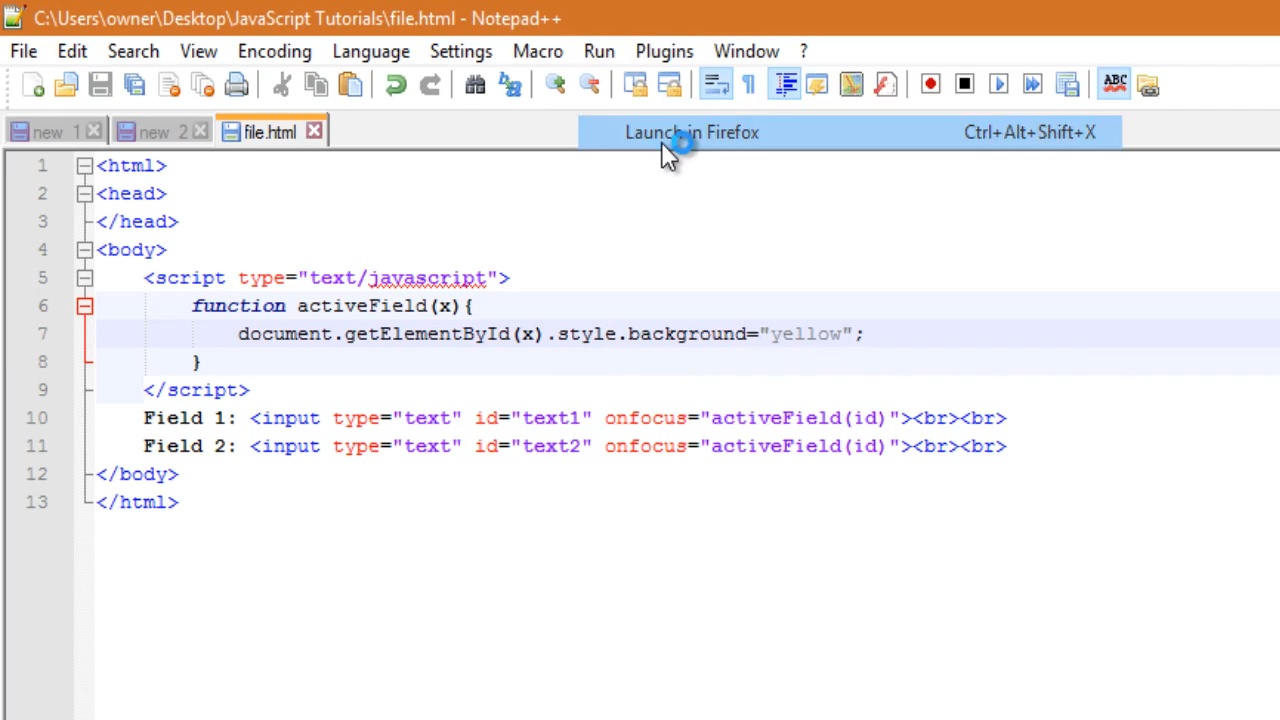 C:\Users\owner\Desktop\JavaScript Tutorials\file.html - Notepad++
File Edit Search View Encoding Language Settings Macro Run Plugins Window ?
ABC
new 1 new 2 file.html Launch in Firefox Ctrl+Alt+Shift+X
1 <html>
2 <head>
3 </head>
4 <body>
5 <script type="text/javascript">
6 function activeField(x){
7 document.getElementById(x).style.background="yellow";
8 }
9 </script>
10 Field 1: <input type="text" id="text1" onfocus="activeField(id)"><br><br>
11 Field 2: <input type="text" id="text2" onfocus="activeField(id)"><br><br>
12 </body>
13 </html>